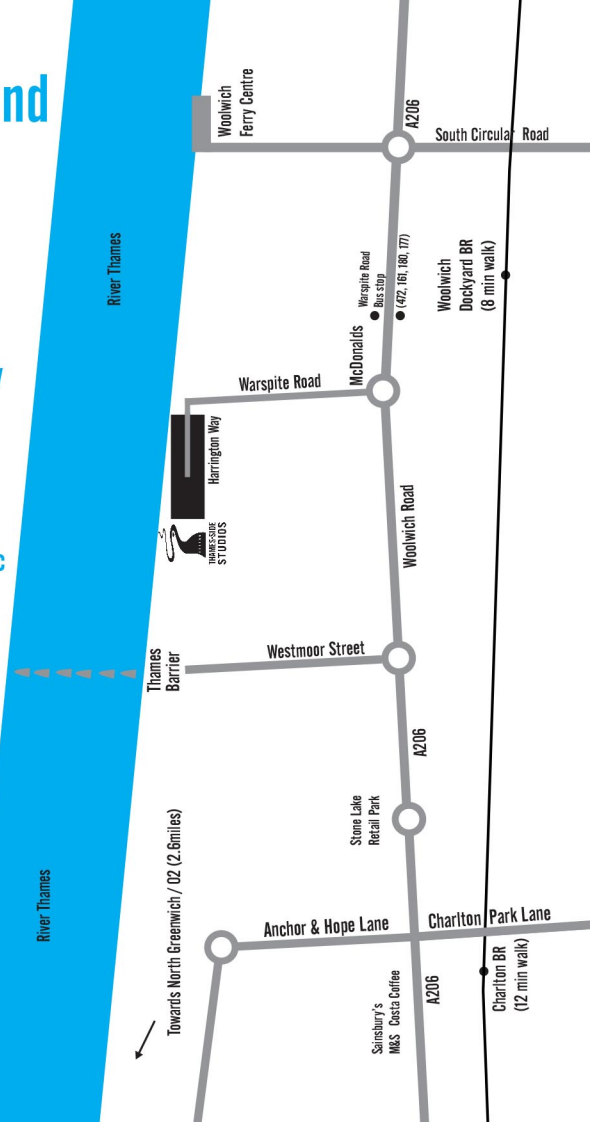 nd
Woolwich
Ferry Centre
A206
South Circular Road
River Thames
Warspite Road
Bus stop
(472, 161, 180, 177)
Woolwich
Dockyard BR
(8 min walk)
McDonalds
Warspite Road
Harrington Way
THAMES-SIDE
STUDIOS
Woolwich Road
Westmoor Street
Thames
Barrier
A206
Stone Lake
Retail Park
Towards North Greenwich / O2 (2.6miles)
River Thames
Anchor & Hope Lane
Charlton Park Lane
Sainsbury's
M&S Costa Coffee
A206
Charlton BR
(12 min walk)